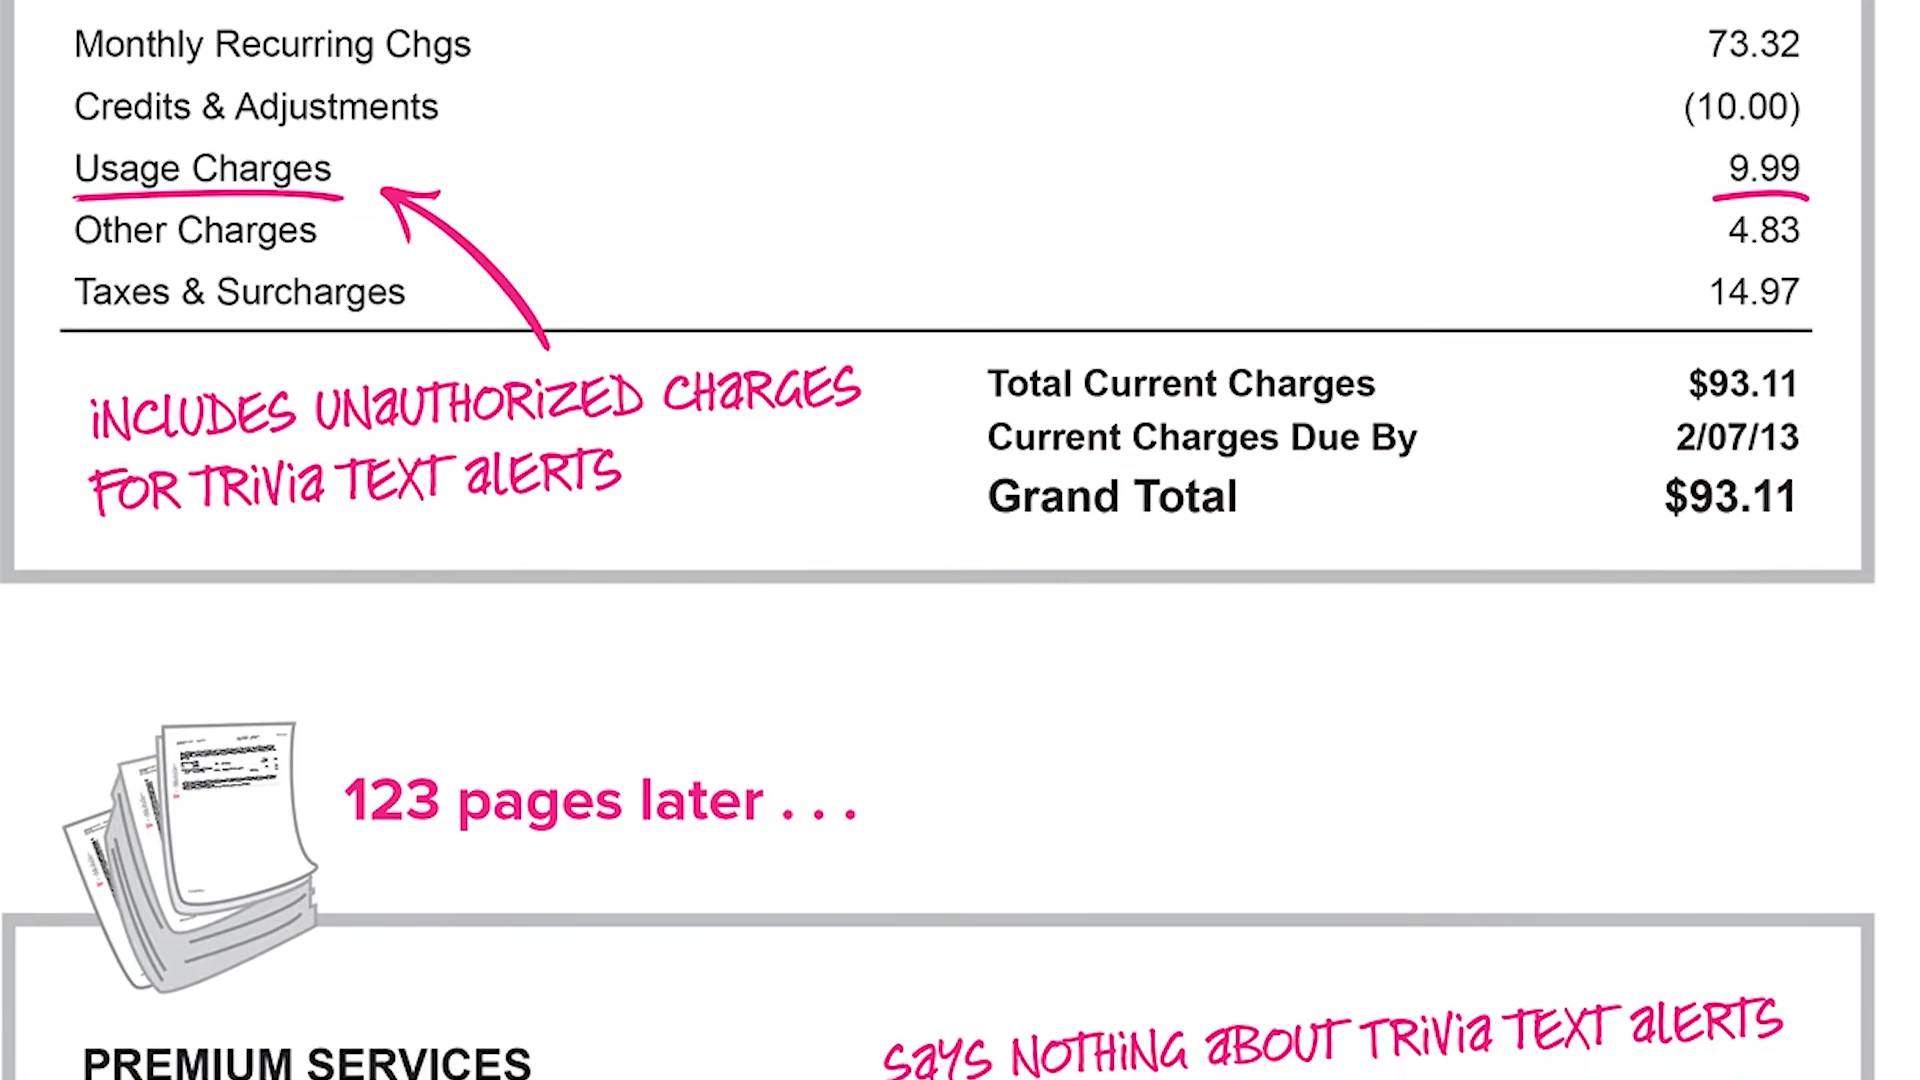 Monthly Recurring Chgs 73.32
Credits & Adjustments (10.00)
Usage Charges 9.99
Other Charges 4.83
Taxes & Surcharges 14.97
INCLUDES UNAUTHORIZED CHARGES
FOR TRIVIA TEXT ALERTS
Total Current Charges $93.11
Current Charges Due By 2/07/13
Grand Total $93.11
123 pages later . . .
SAYS NOTHING ABOUT TRIVIA TEXT ALERTS
PREMIUM SERVICES